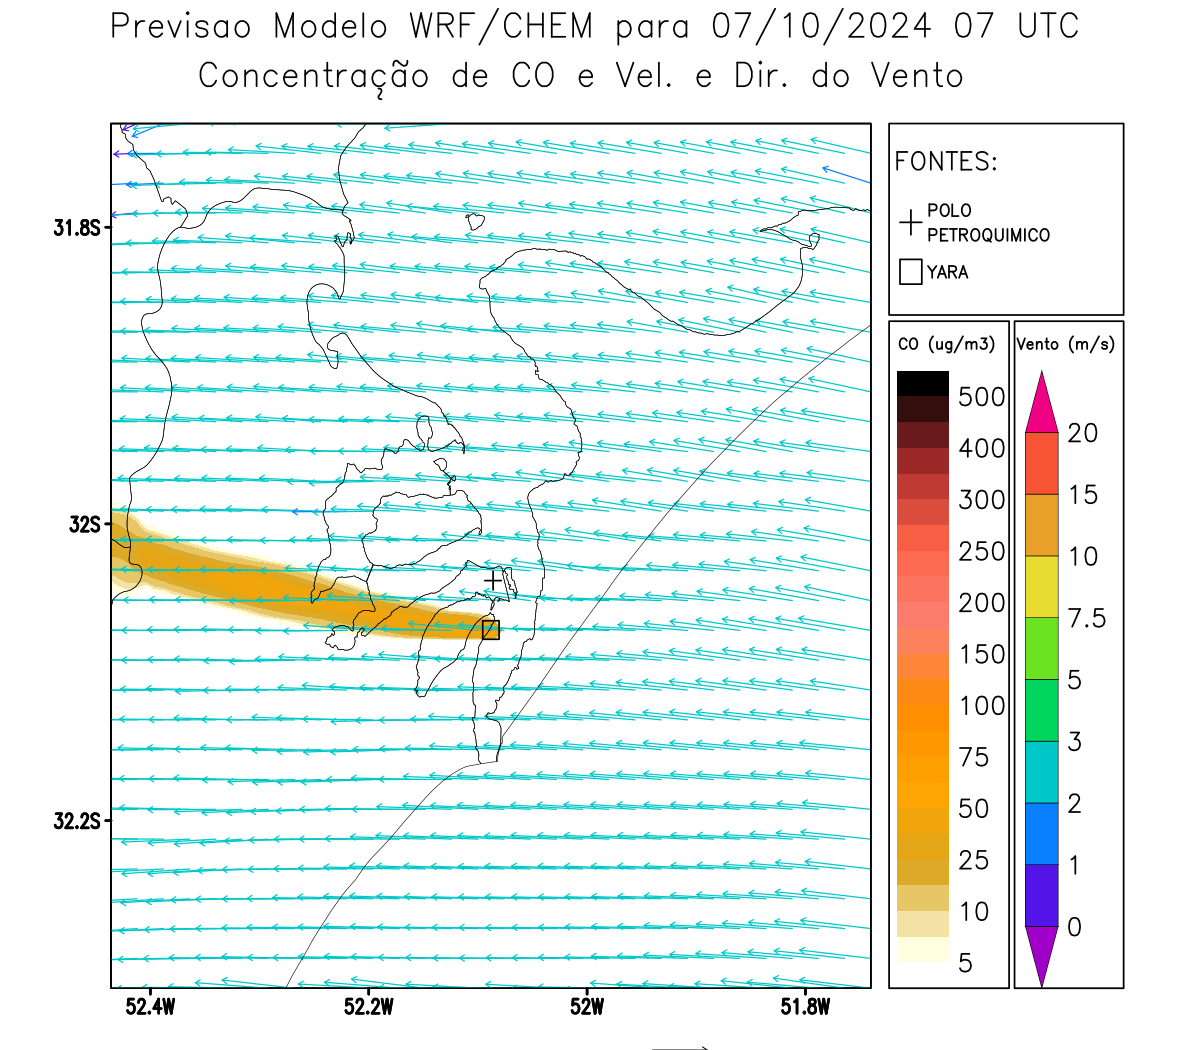 Previsao Modelo WRF/CHEM para 07/10/2024 07 UTC
Concentração de CO e Vel. e Dir. do Vento
FONTES:
POLO
PETROQUIMICO
YARA
CO (ug/m3)
500
400
300
250
200
150
100
75
50
25
10
5
Vento (m/s)
20
15
10
7.5
5
3
2
1
0
31.8S
32S
32.2S
52.4W
52.2W
52W
51.8W